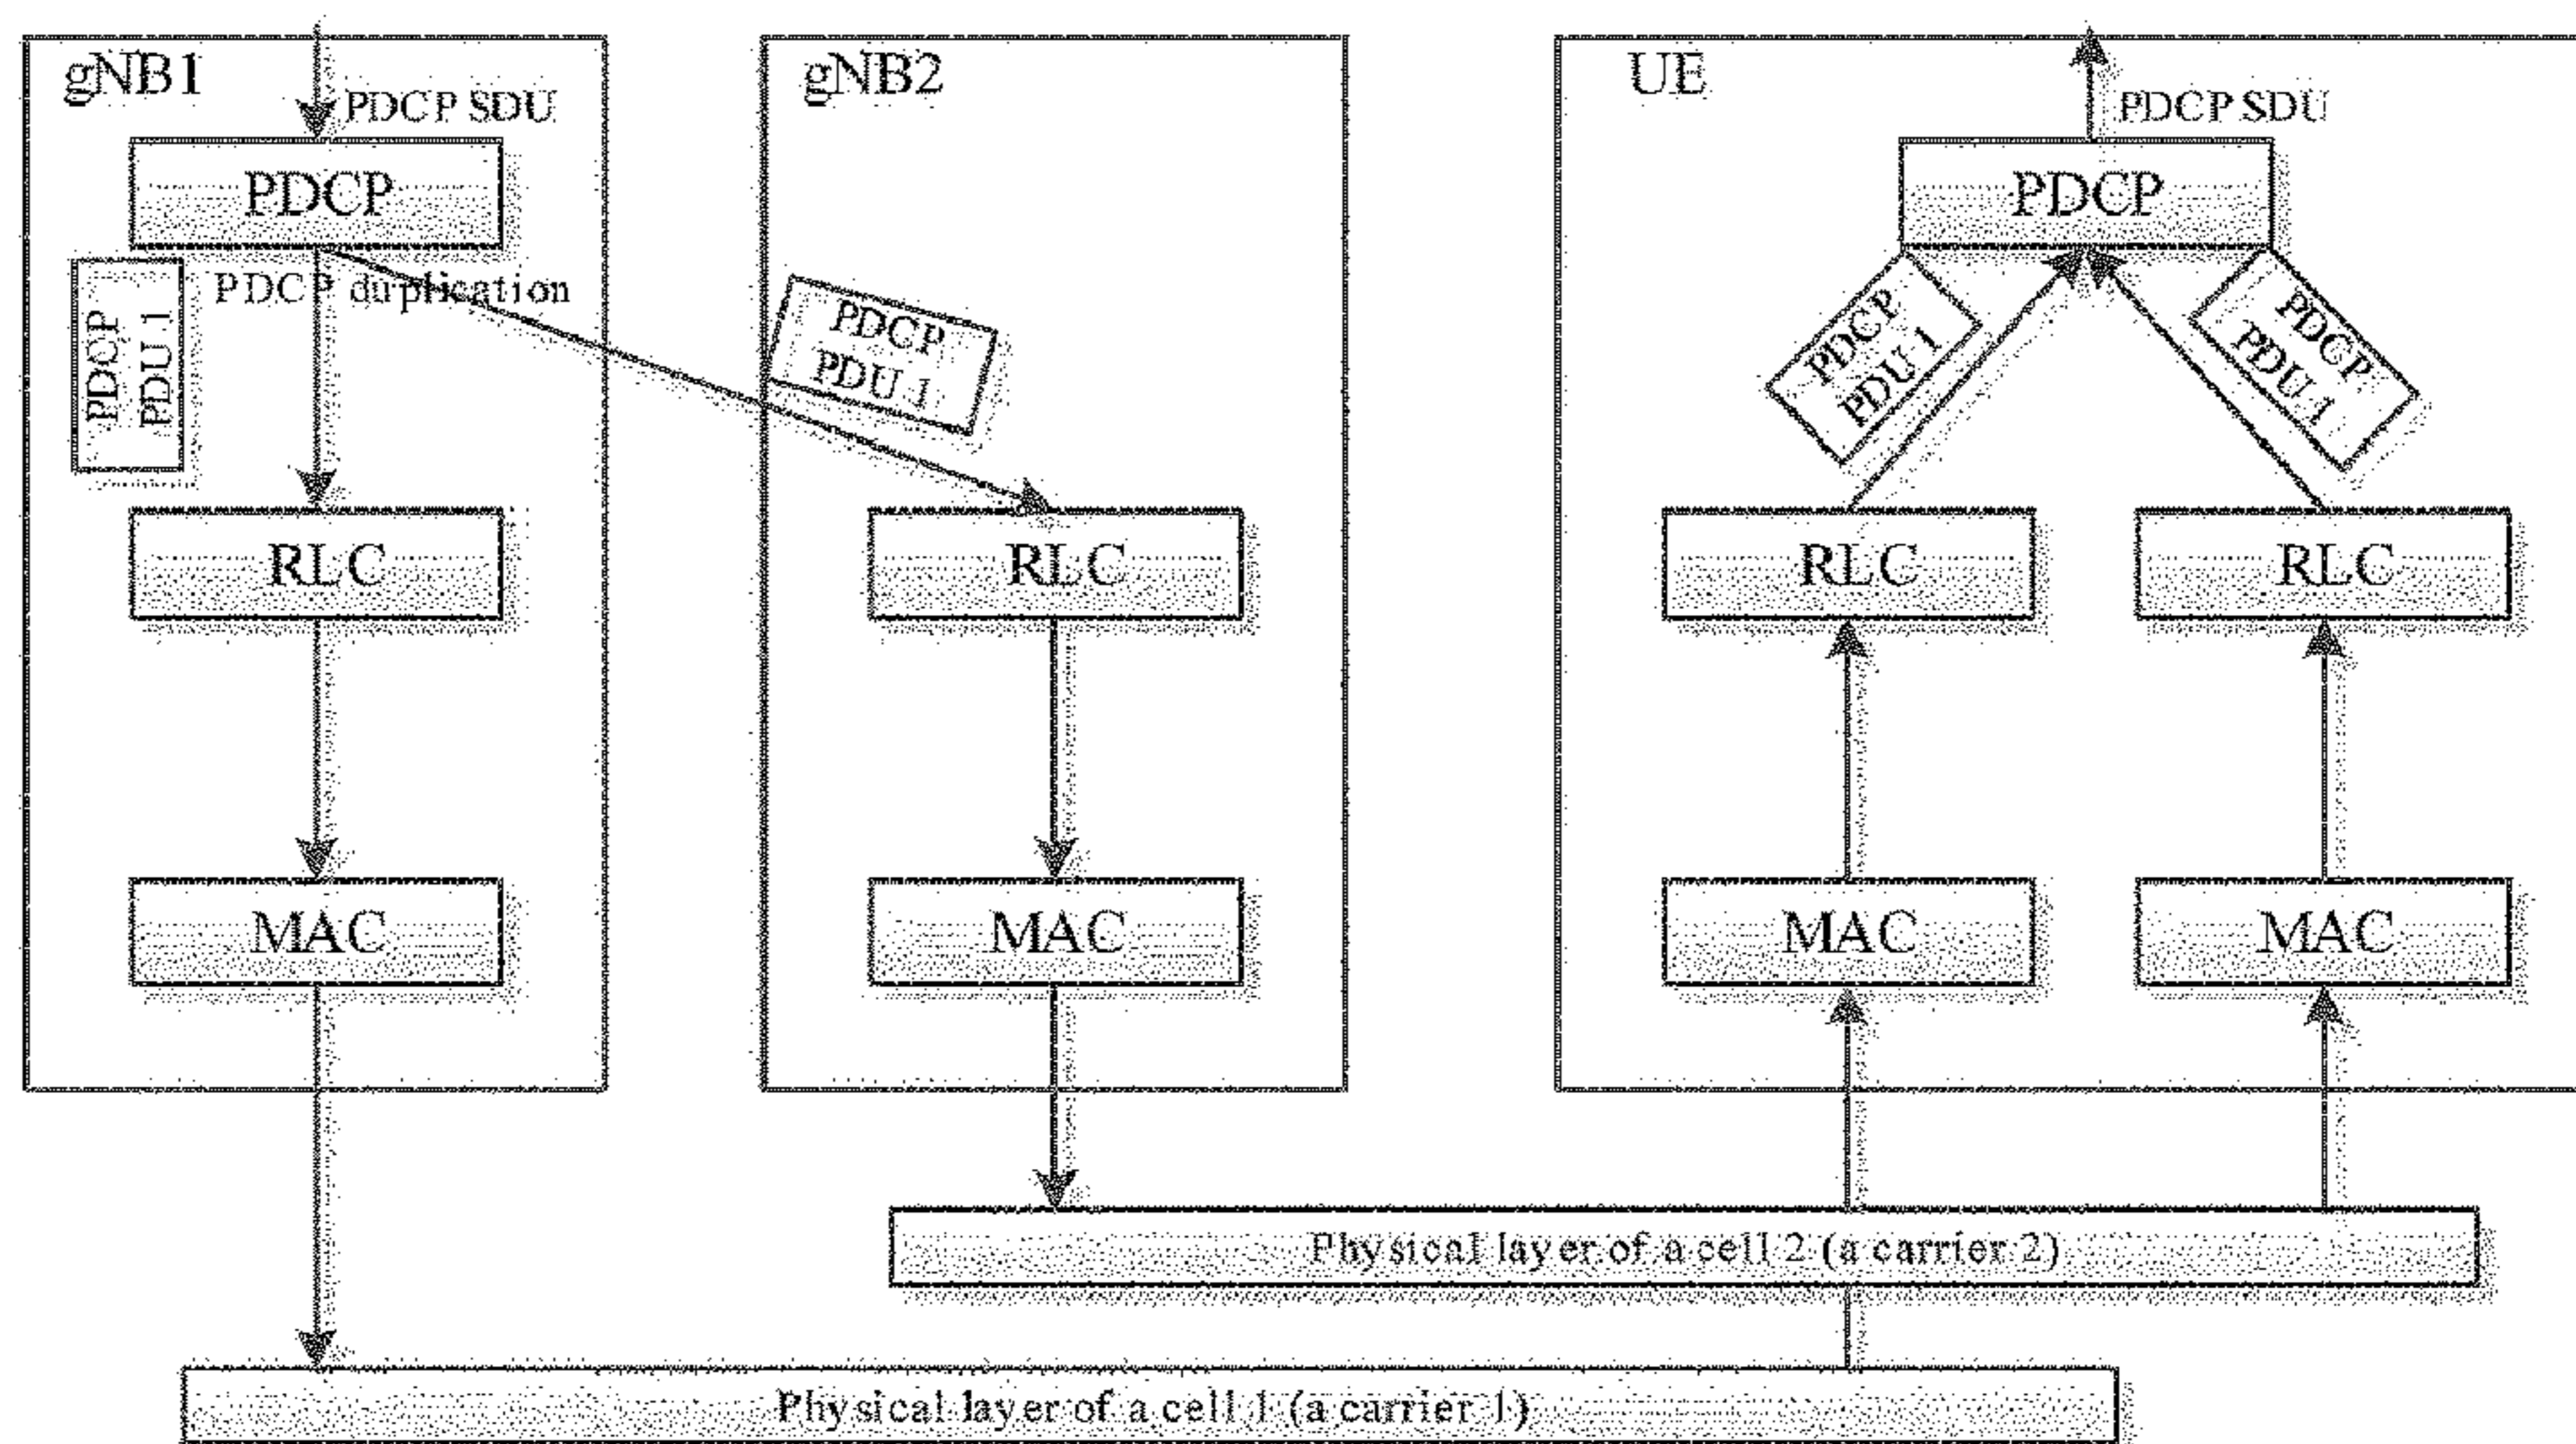 gNB1
PDCP SDU
PDCP
PDCP duplication
PDCP
PDU 1
RLC
MAC
gNB2
PDCP
PDU 1
RLC
MAC
UE
PDCP SDU
PDCP
PDCP
PDU 1
PDCP
PDU 1
RLC
RLC
MAC
MAC
Physical layer of a cell 2 (a carrier 2)
Physical layer of a cell 1 (a carrier 1)